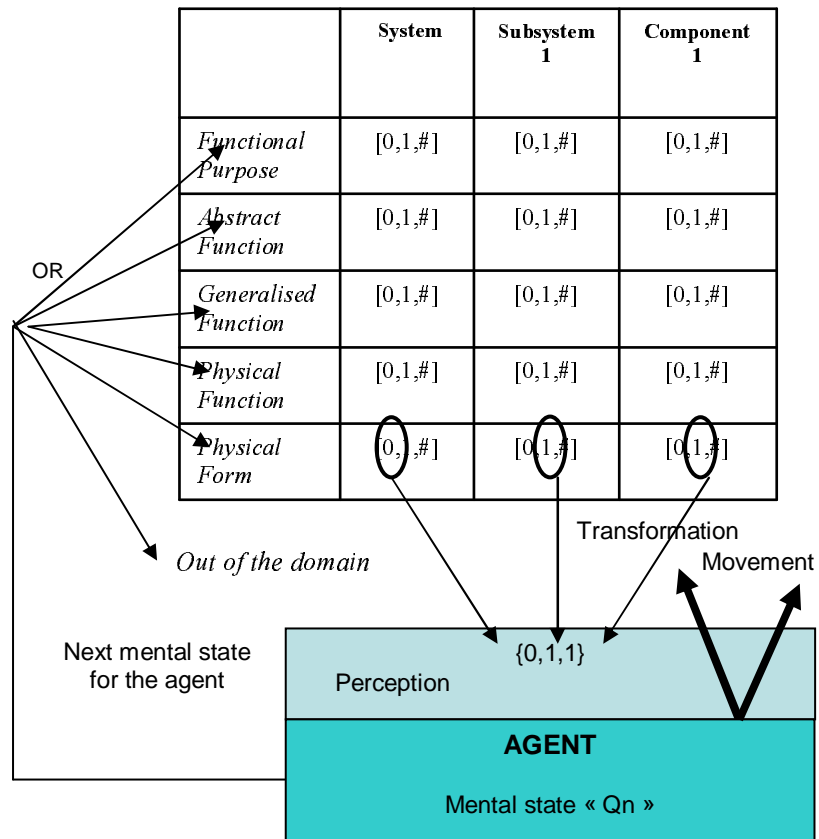 System Subsystem Component
1 1
Functional [0,1,#] [0,1,#] [0,1,#]
Purpose
Abstract [0,1,#] [0,1,#] [0,1,#]
Function
OR
Generalised [0,1,#] [0,1,#] [0,1,#]
Function
Physical [0,1,#] [0,1,#] [0,1,#]
Function
Physical [0,1,#] [0,1,#] [0,1,#]
Form
Transformation
Out of the domain
Movement
Next mental state
for the agent
{0,1,1}
Perception
AGENT
Mental state « Qn »